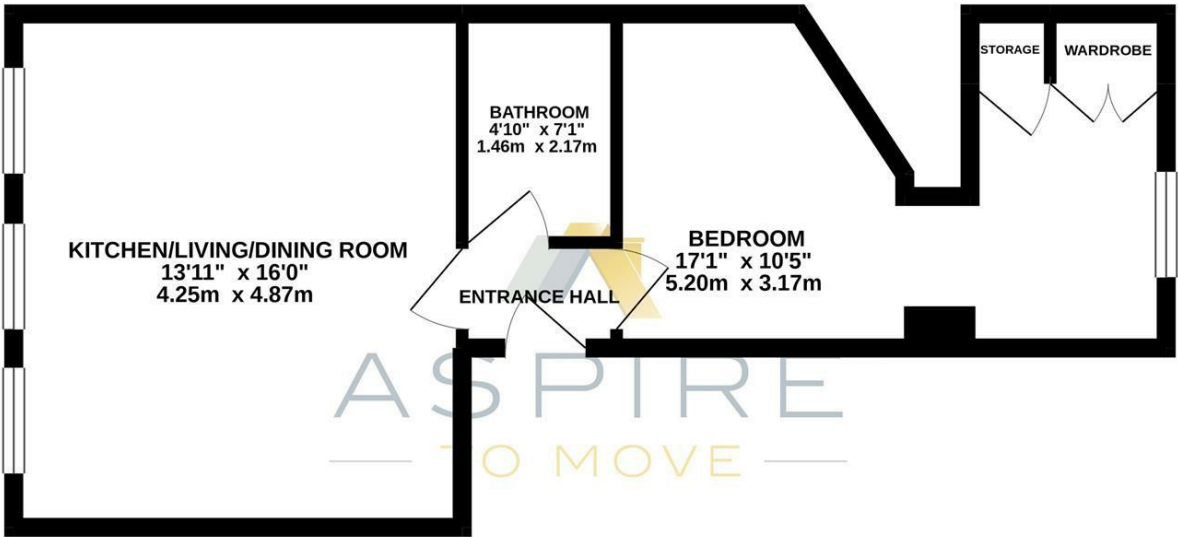 KITCHEN/LIVING/DINING ROOM
13'11" x 16'0"
4.25m x 4.87m
BATHROOM
4'10" x 7'1"
1.46m x 2.17m
ENTRANCE HALL
BEDROOM
17'1" x 10'5"
5.20m x 3.17m
STORAGE
WARDROBE
ASPIRE
TO MOVE